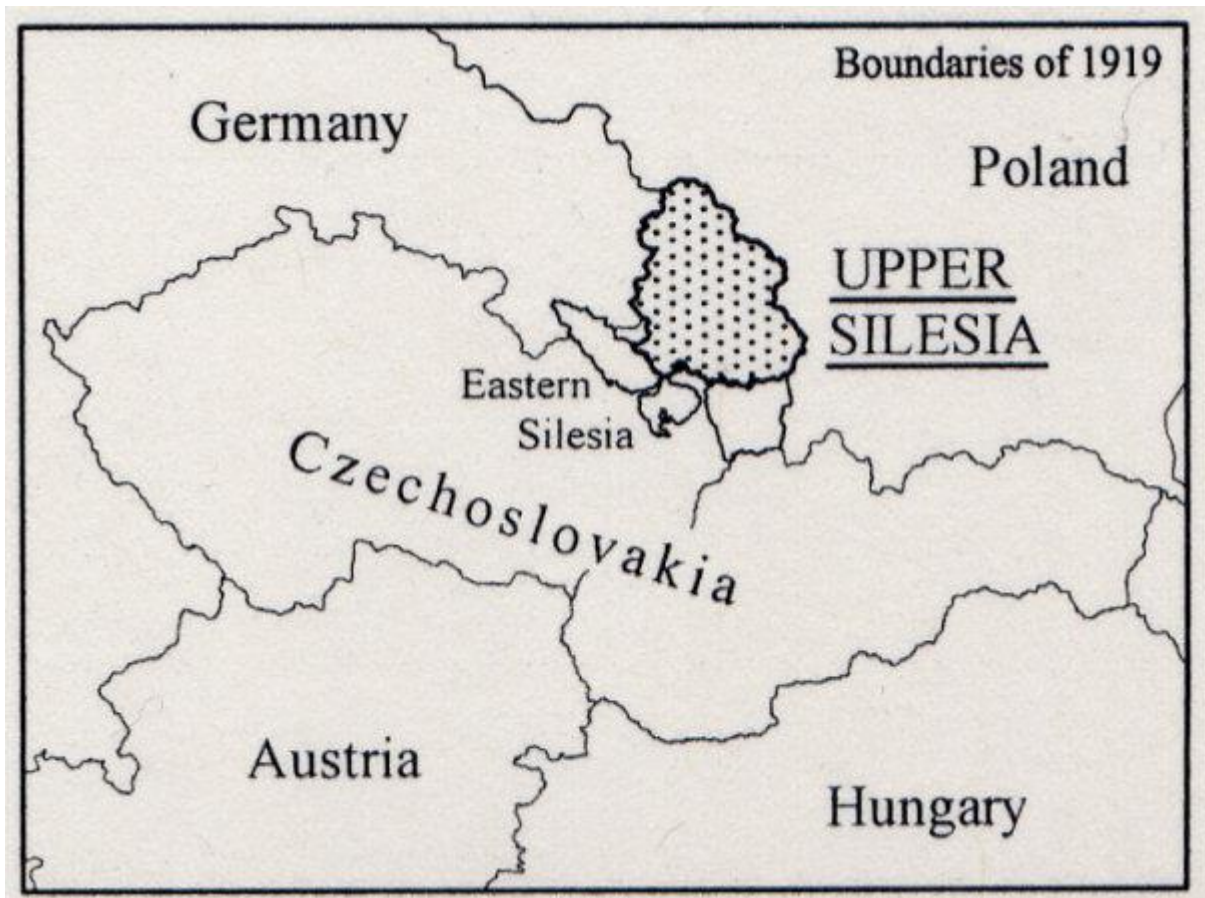 Boundaries of 1919
Germany
Poland
UPPER
SILESIA
Eastern
Silesia
Czechoslovakia
Austria
Hungary